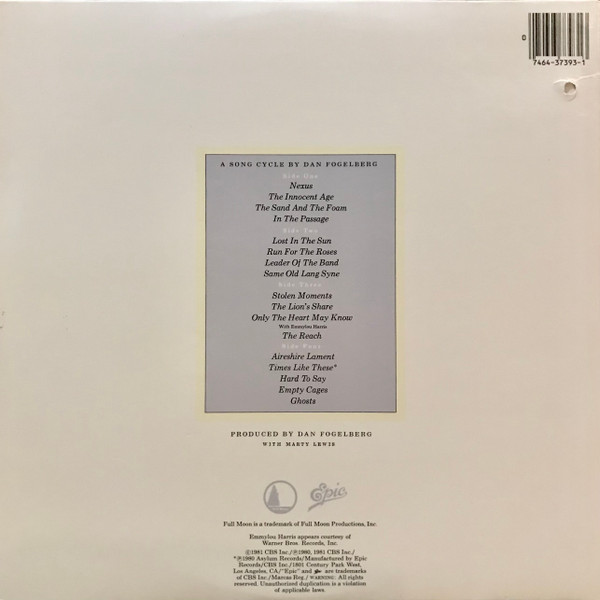 D
7464-37393-1
A SONG CYCLE BY DAN FOGELBERG
Side One
Nexus
The Innocent Age
The Sand And The Foam
In The Passage
Side Two
Lost In The Sun
Run For The Roses
Leader Of The Band
Same Old Lang Syne
Side Three
Stolen Moments
The Lion's Share
Only The Heart May Know
With Emmylou Harris
The Reach
Side Four
Aireshire Lament
Times Like These*
Hard To Say
Empty Cages
Ghosts
PRODUCED BY DAN FOGELBERG
WITH MARTY LEWIS
Epic
Full Moon is a trademark of Full Moon Productions, Inc.
Emmylou Harris appears courtesy of
Warner Bros. Records, Inc.
©1981 CBS Inc./℗1980, 1981 CBS Inc./
*℗1980 Asylum Records/Manufactured by Epic
Records/CBS Inc./1801 Century Park West,
Los Angeles, CA/"Epic" and are trademarks
of CBS Inc./Marcas Reg./WARNING: All rights
reserved. Unauthorized duplication is a violation
of applicable laws.